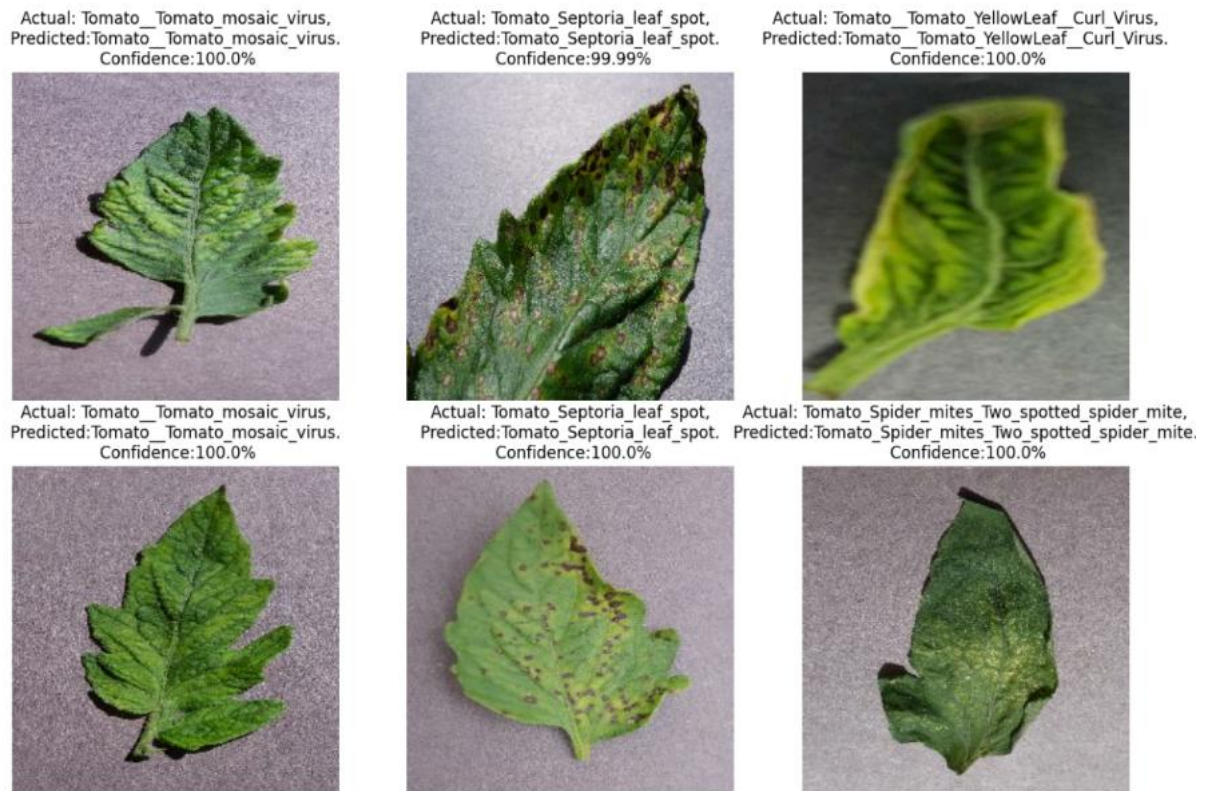 Actual: Tomato__Tomato_mosaic_virus,
Predicted:Tomato__Tomato_mosaic_virus.
Confidence:100.0%
Actual: Tomato_Septoria_leaf_spot,
Predicted:Tomato_Septoria_leaf_spot.
Confidence:99.99%
Actual: Tomato__Tomato_YellowLeaf__Curl_Virus,
Predicted:Tomato__Tomato_YellowLeaf__Curl_Virus.
Confidence:100.0%
Actual: Tomato__Tomato_mosaic_virus,
Predicted:Tomato__Tomato_mosaic_virus.
Confidence:100.0%
Actual: Tomato_Septoria_leaf_spot,
Predicted:Tomato_Septoria_leaf_spot.
Confidence:100.0%
Actual: Tomato_Spider_mites_Two_spotted_spider_mite,
Predicted:Tomato_Spider_mites_Two_spotted_spider_mite.
Confidence:100.0%